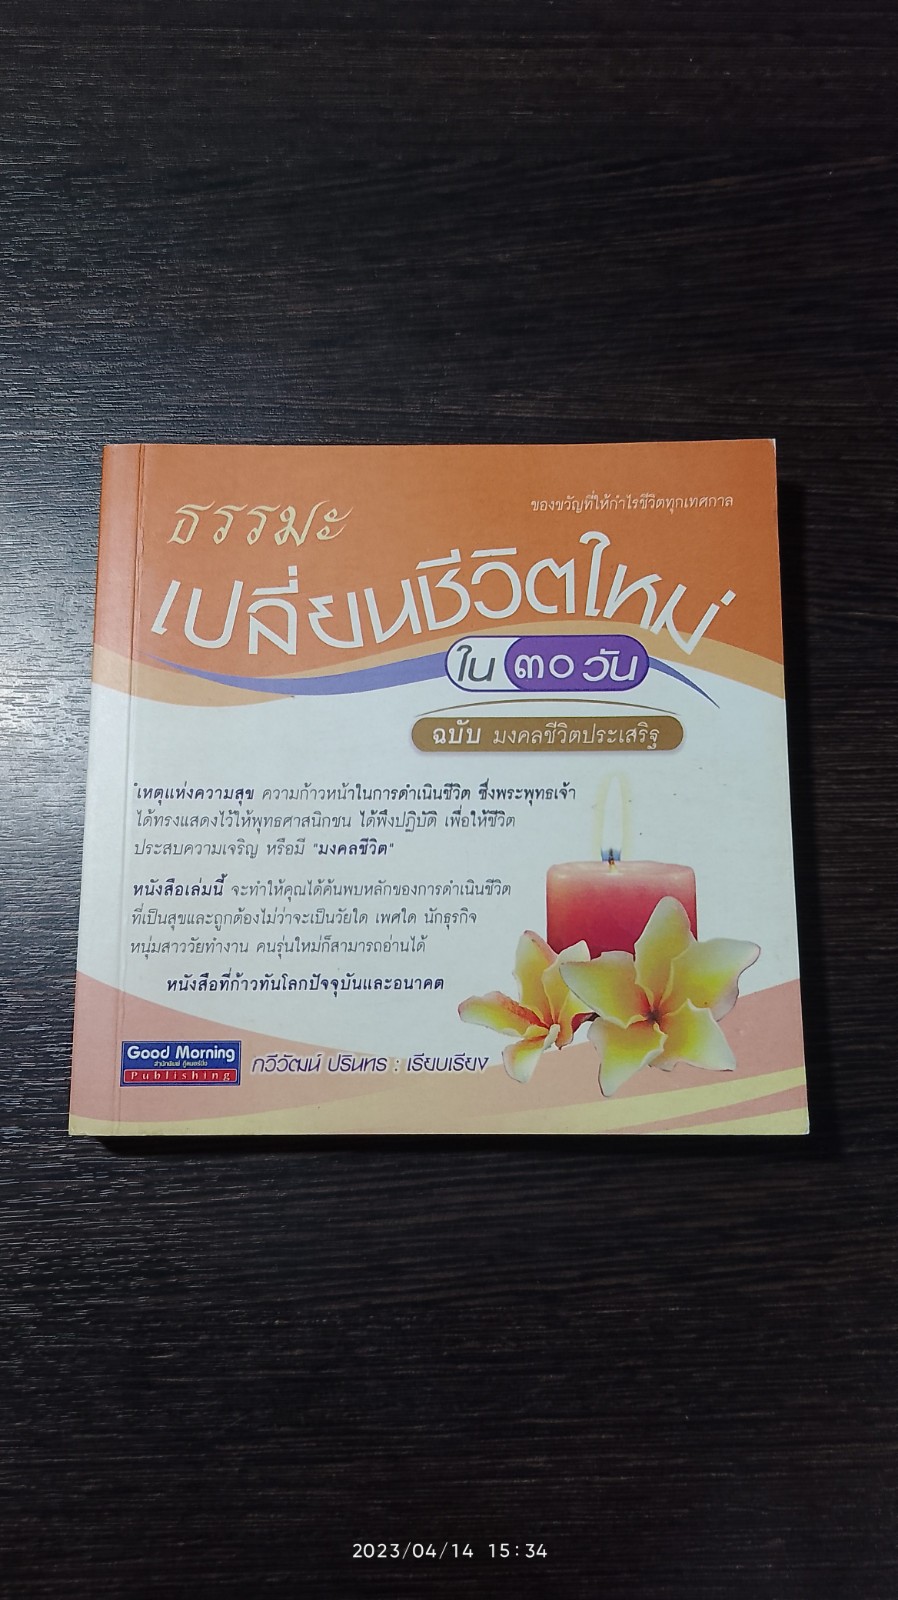 ธรรมะ
ของขวัญที่ให้กำไรชีวิตทุกเทศกาล
เปลี่ยนชีวิตใหม่
ใน ๓๐ วัน
ฉบับ มงคลชีวิตประเสริฐ
เหตุแห่งความสุข ความก้าวหน้าในการดำเนินชีวิต ซึ่งพระพุทธเจ้า
ได้ทรงแสดงไว้ให้พุทธศาสนิกชน ได้พึงปฏิบัติ เพื่อให้ชีวิต
ประสบความเจริญ หรือมี "มงคลชีวิต"
หนังสือเล่มนี้ จะทำให้คุณได้ค้นพบหลักของการดำเนินชีวิต
ที่เป็นสุขและถูกต้องไม่ว่าจะเป็นวัยใด เพศใด นักธุรกิจ
หนุ่มสาววัยทำงาน คนรุ่นใหม่ก็สามารถอ่านได้
หนังสือที่ก้าวทันโลกปัจจุบันและอนาคต
Good Morning
สำนักพิมพ์ กู๊ดมอร์นิ่ง
Publishing
กวีวัฒน์ ปรินทร : เรียบเรียง
2023/04/14 15:34